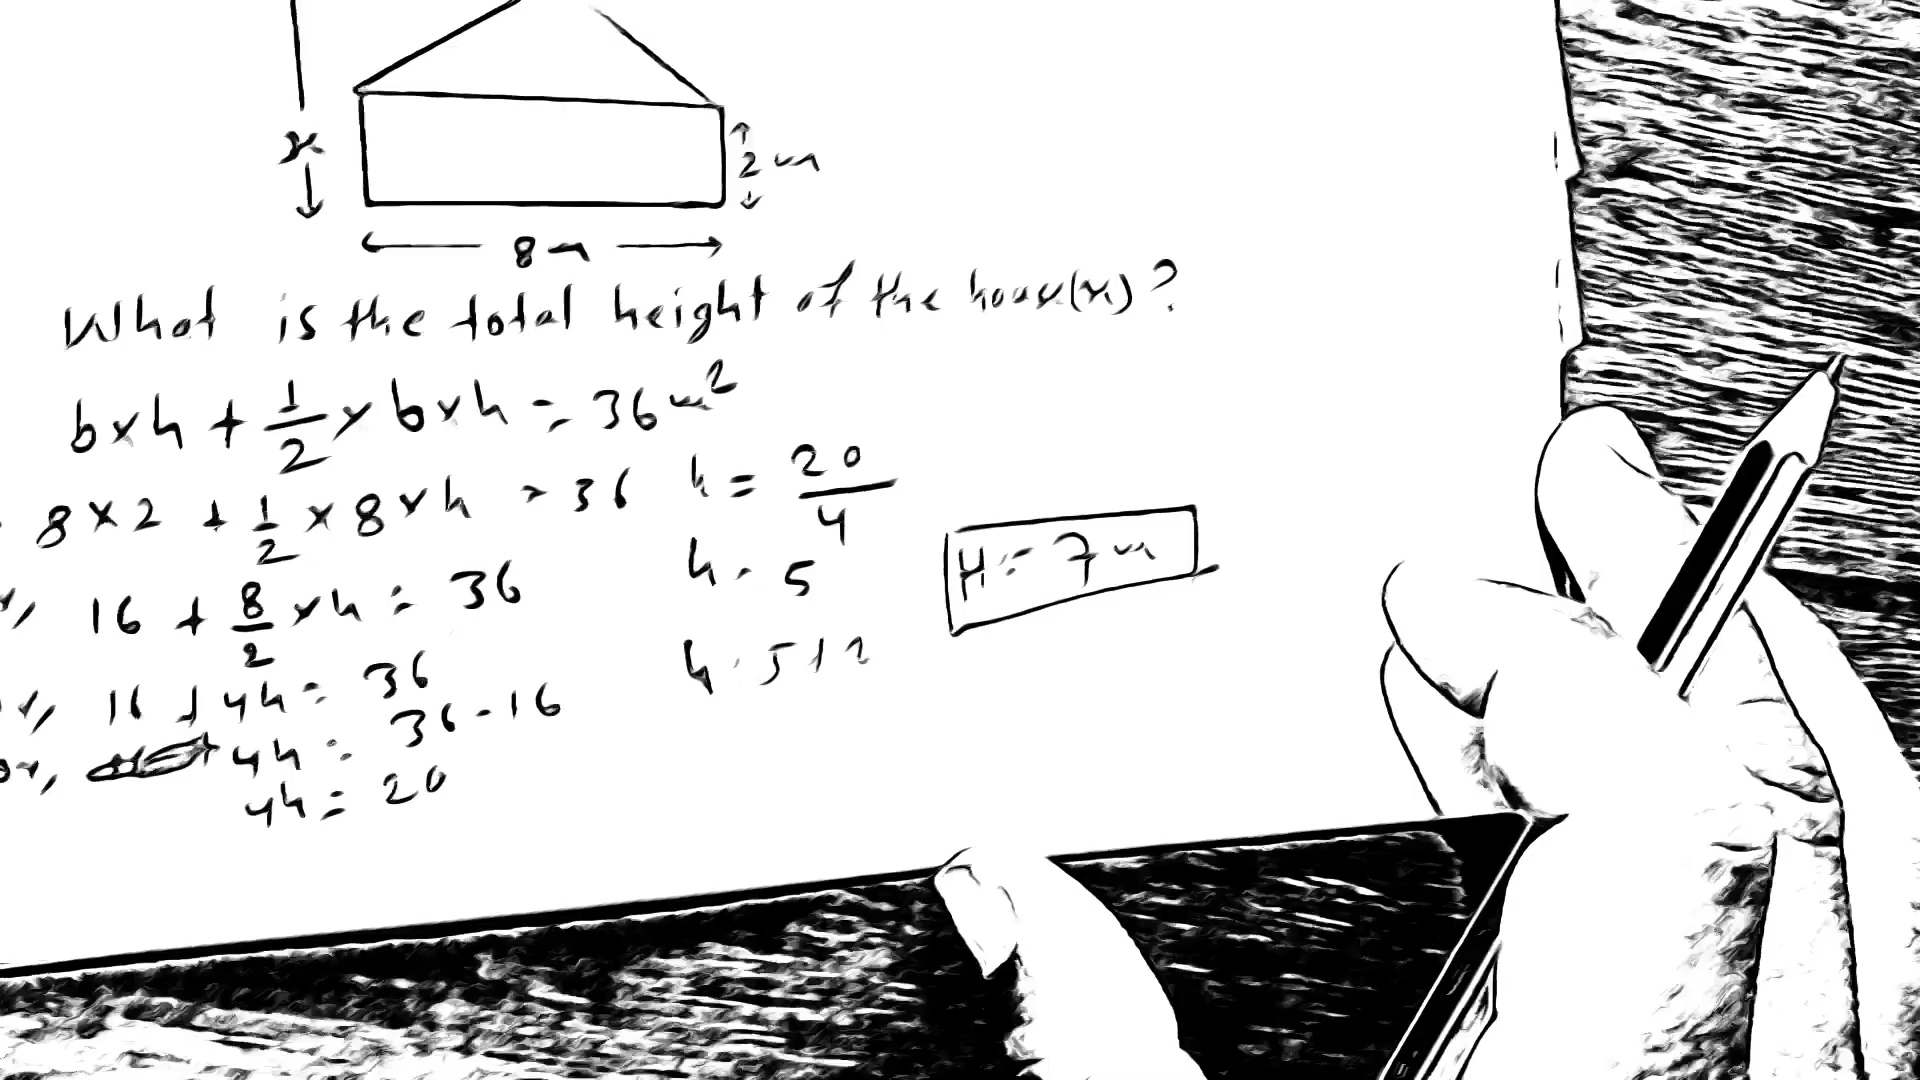 x
2m
8m
What is the total height of the house(x)?
b×h + 1/2 × b×h = 36m²
8×2 + 1/2 × 8×h = 36
16 + 8/2 ×h = 36
16 + 4h = 36
or, 4h = 36-16
4h = 20
h = 20/4
h = 5
h = 5+2
H = 7m